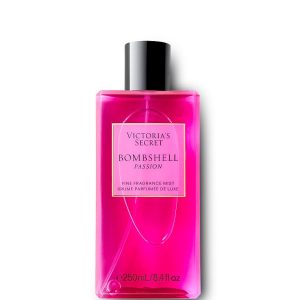 VICTORIA'S SECRET
BOMBSHELL
PASSION
FINE FRAGRANCE MIST
BRUME PARFUMÉE DE LUXE
℮250ml/8.4fl oz